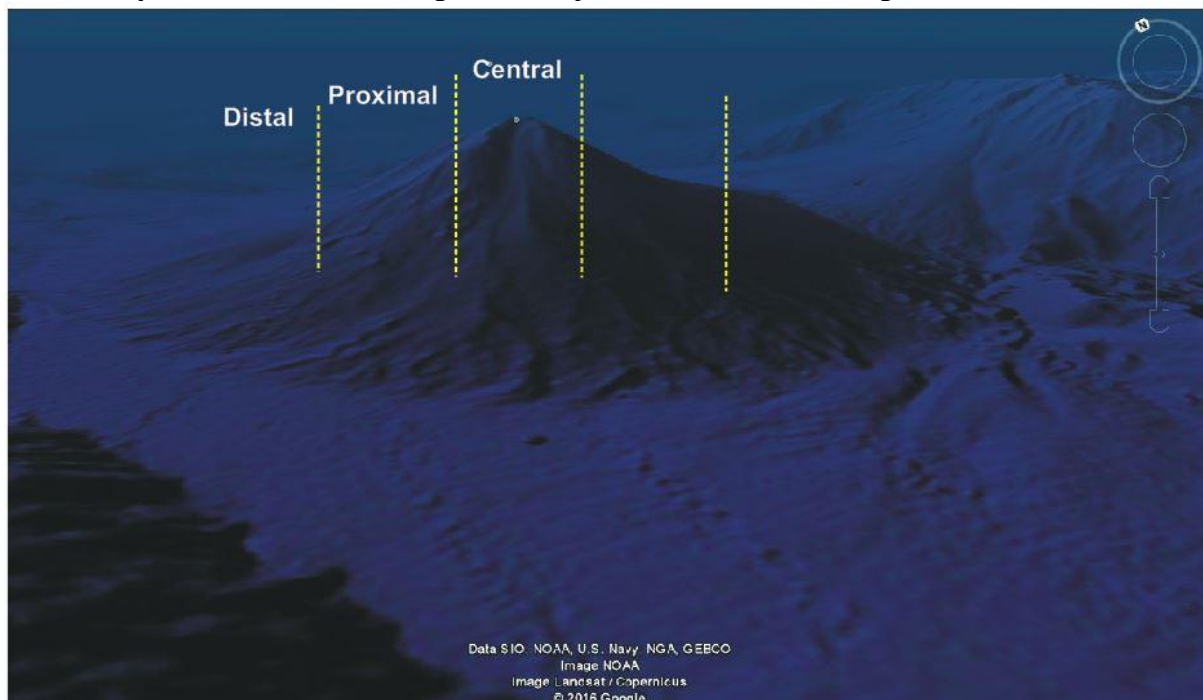 Central
Proximal
Distal
N
Data SIO, NOAA, U.S. Navy, NGA, GEBCO
Image NOAA
Image Landsat / Copernicus
© 2016 Google